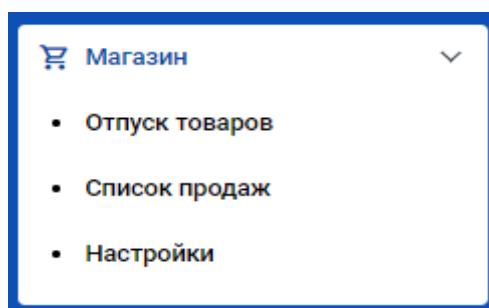 Магазин
Отпуск товаров
Список продаж
Настройки